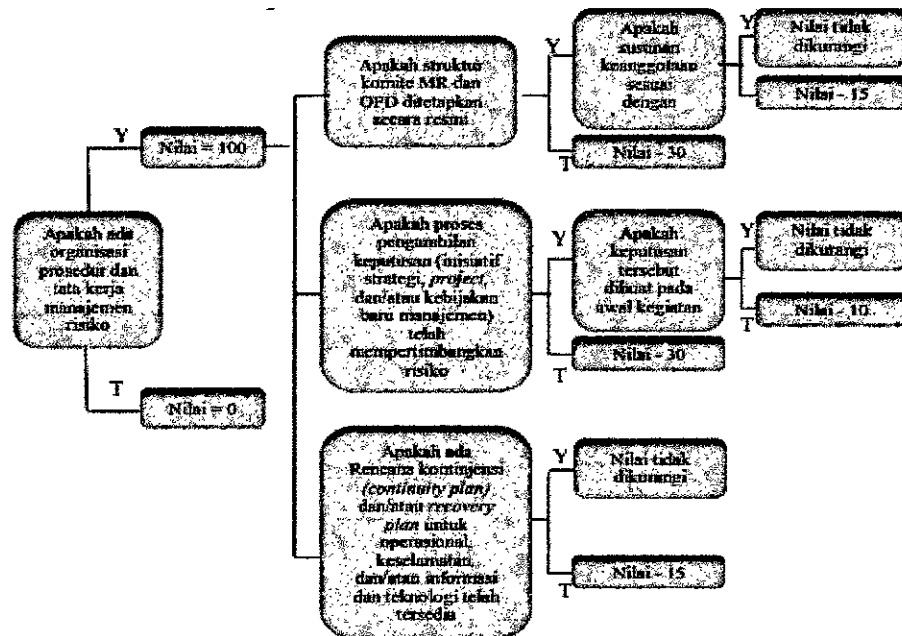 Apakah ada
organisasi
prosedur dan
tata kerja
manajemen
risiko
Y
Nilai = 100
T
Nilai = 0
Apakah struktur
komite MR dan
OPD ditetapkan
secara resmi
Y
Apakah
susunan
keanggotaan
sesuai
dengan
Y
Nilai tidak
dikurangi
Nilai - 15
T
Nilai - 30
Apakah proses
pengambilan
keputusan (inisiatif
strategi, project,
dan/atau kebijakan
baru manajemen)
telah
mempertimbangkan
risiko
Y
Apakah
keputusan
tersebut
dibuat pada
awal kegiatan
Y
Nilai tidak
dikurangi
T
Nilai - 10
T
Nilai - 30
Apakah ada
Rencana kontinjensi
(continuity plan)
dan/atau recovery
plan untuk
operasional,
keselamatan,
dan/atau informasi
dan teknologi telah
tersedia
Y
Nilai tidak
dikurangi
T
Nilai - 15